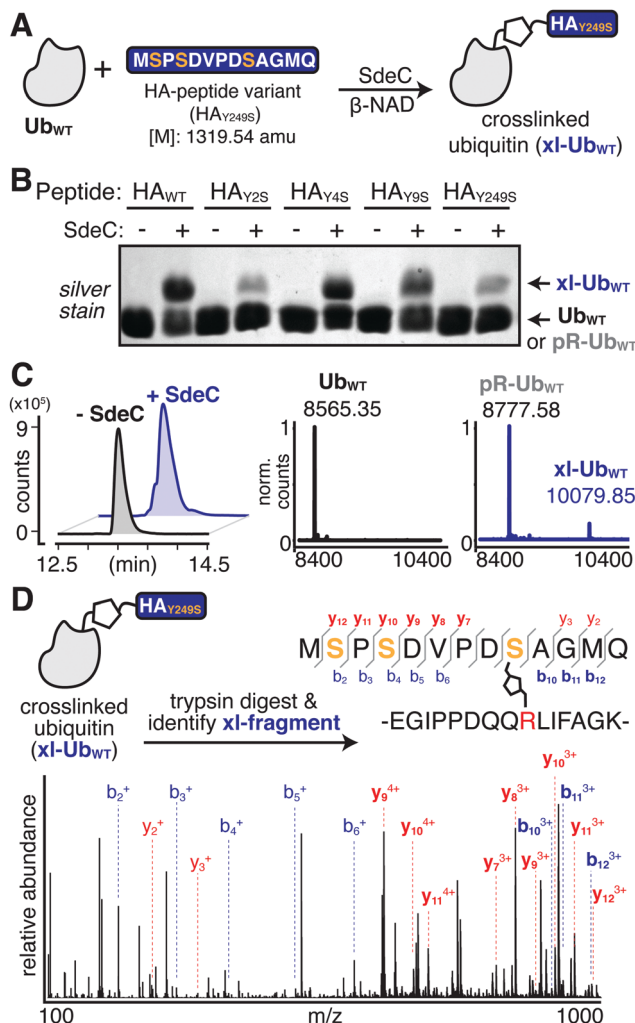 A
HAY249S
MSPSDVPDSAGMQ
+
UbWT
HA-peptide variant
(HAY249S)
[M]: 1319.54 amu
SdeC
β-NAD
crosslinked
ubiquitin (xl-UbWT)
B
Peptide: HAWT HAY2S HAY4S HAY9S HAY249S
SdeC: - + - + - + - + - +
silver
stain
xl-UbWT
UbWT
or pR-UbWT
C
(x10⁵)
- SdeC
+ SdeC
9
counts
0
12.5 (min) 14.5
UbWT
8565.35
1
norm.
counts
0
8400 10400
pR-UbWT
8777.58
1
xl-UbWT
10079.85
0
8400 10400
D
HAY249S
crosslinked
ubiquitin
(xl-UbWT)
trypsin digest &
identify xl-fragment
y12 y11 y10 y9 y8 y7 y3 y2
MSPSDVPDSAGMQ
b2 b3 b4 b5 b6 b10 b11 b12
-EGIPPDQQRLIFAGK-
relative abundance
b2⁺
y2⁺
b3⁺
y3⁺
b4⁺
b5⁺
b6⁺
y9⁴⁺
y10⁴⁺
y11⁴⁺
y7³⁺
y8³⁺
y9³⁺
b10³⁺
y10³⁺
b11³⁺
y11³⁺
b12³⁺
y12³⁺
100 m/z 1000